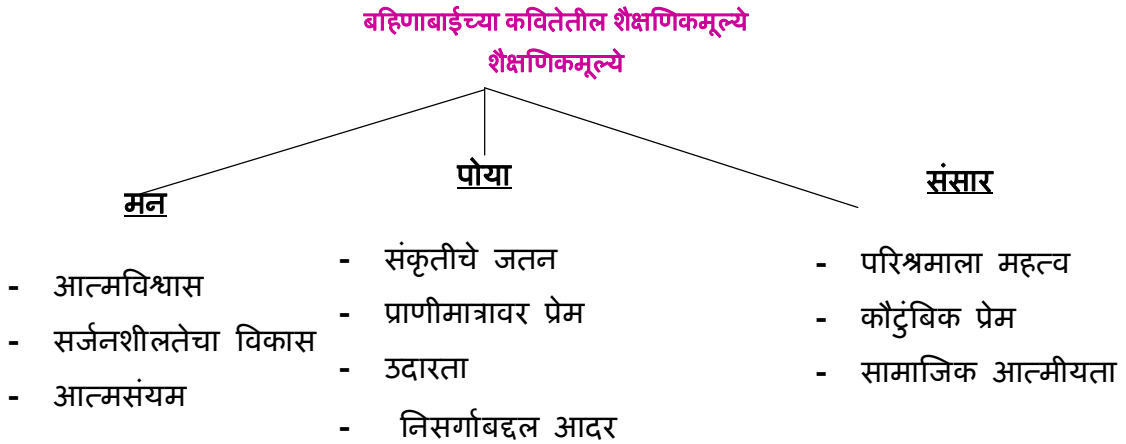 बहिणाबाईच्या कवितेतील शैक्षणिकमूल्ये
शैक्षणिकमूल्ये
मन
- आत्मविश्वास
- सर्जनशीलतेचा विकास
- आत्मसंयम
पोया
- संकृतीचे जतन
- प्राणीमात्रावर प्रेम
- उदारता
- निसर्गाबद्दल आदर
संसार
- परिश्रमाला महत्व
- कौटुंबिक प्रेम
- सामाजिक आत्मीयता